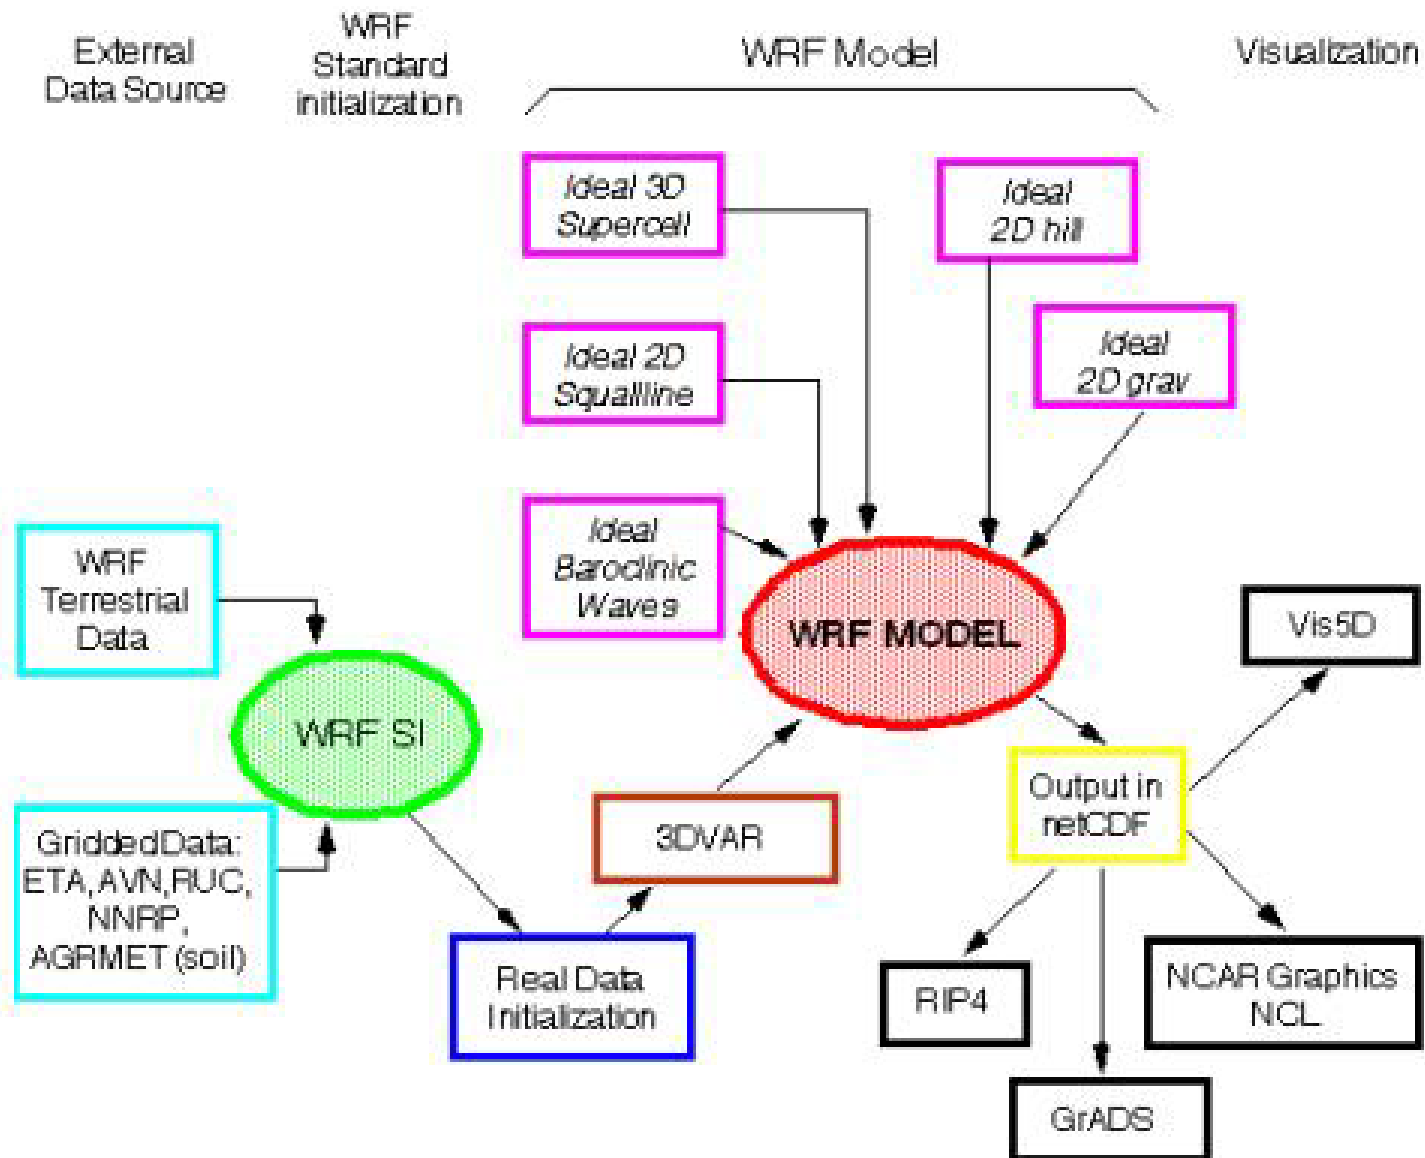 External
Data Source
WRF
Standard
initialization
WRF Model
Visualization
Ideal 3D
Supercell
Ideal
2D hill
Ideal 2D
Squallline
Ideal
2D grav
Ideal
Baroclinic
Waves
WRF
Terrestrial
Data
WRF MODEL
Vis5D
WRF SI
Output in
netCDF
GriddedData:
ETA,AVN,RUC,
NNRP,
AGRMET (soil)
3DVAR
Real Data
Initialization
RIP4
NCAR Graphics
NCL
GrADS